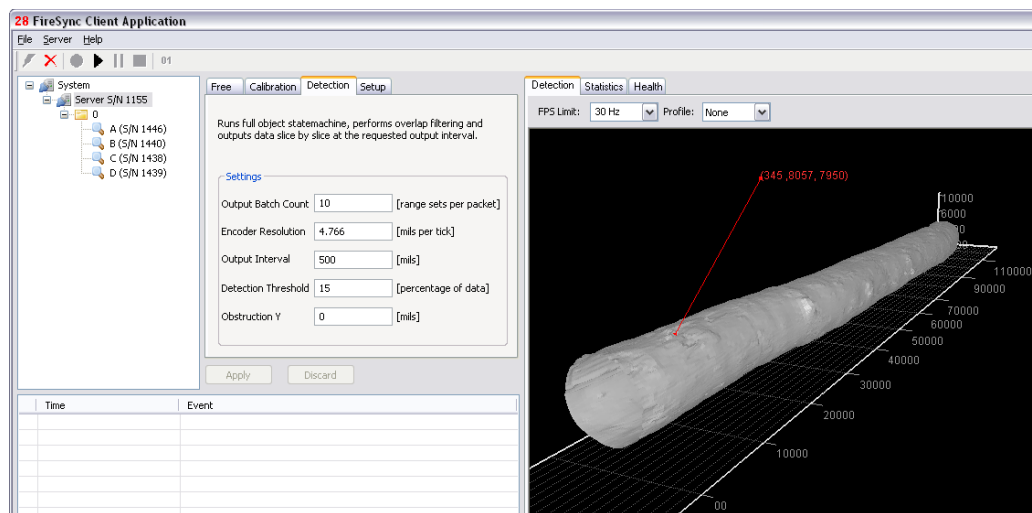 28 FireSync Client Application
File Server Help
01
System
Server S/N 1155
0
A (S/N 1446)
B (S/N 1440)
C (S/N 1438)
D (S/N 1439)
Free Calibration Detection Setup
Runs full object statemachine, performs overlap filtering and
outputs data slice by slice at the requested output interval.
Settings
Output Batch Count 10 [range sets per packet]
Encoder Resolution 4.766 [mils per tick]
Output Interval 500 [mils]
Detection Threshold 15 [percentage of data]
Obstruction Y 0 [mils]
Apply Discard
Time Event
Detection Statistics Health
FPS Limit: 30 Hz Profile: None
(345 ,8057, 7950)
10000
6000
110000
90000
70000
60000
50000
40000
30000
20000
10000
00